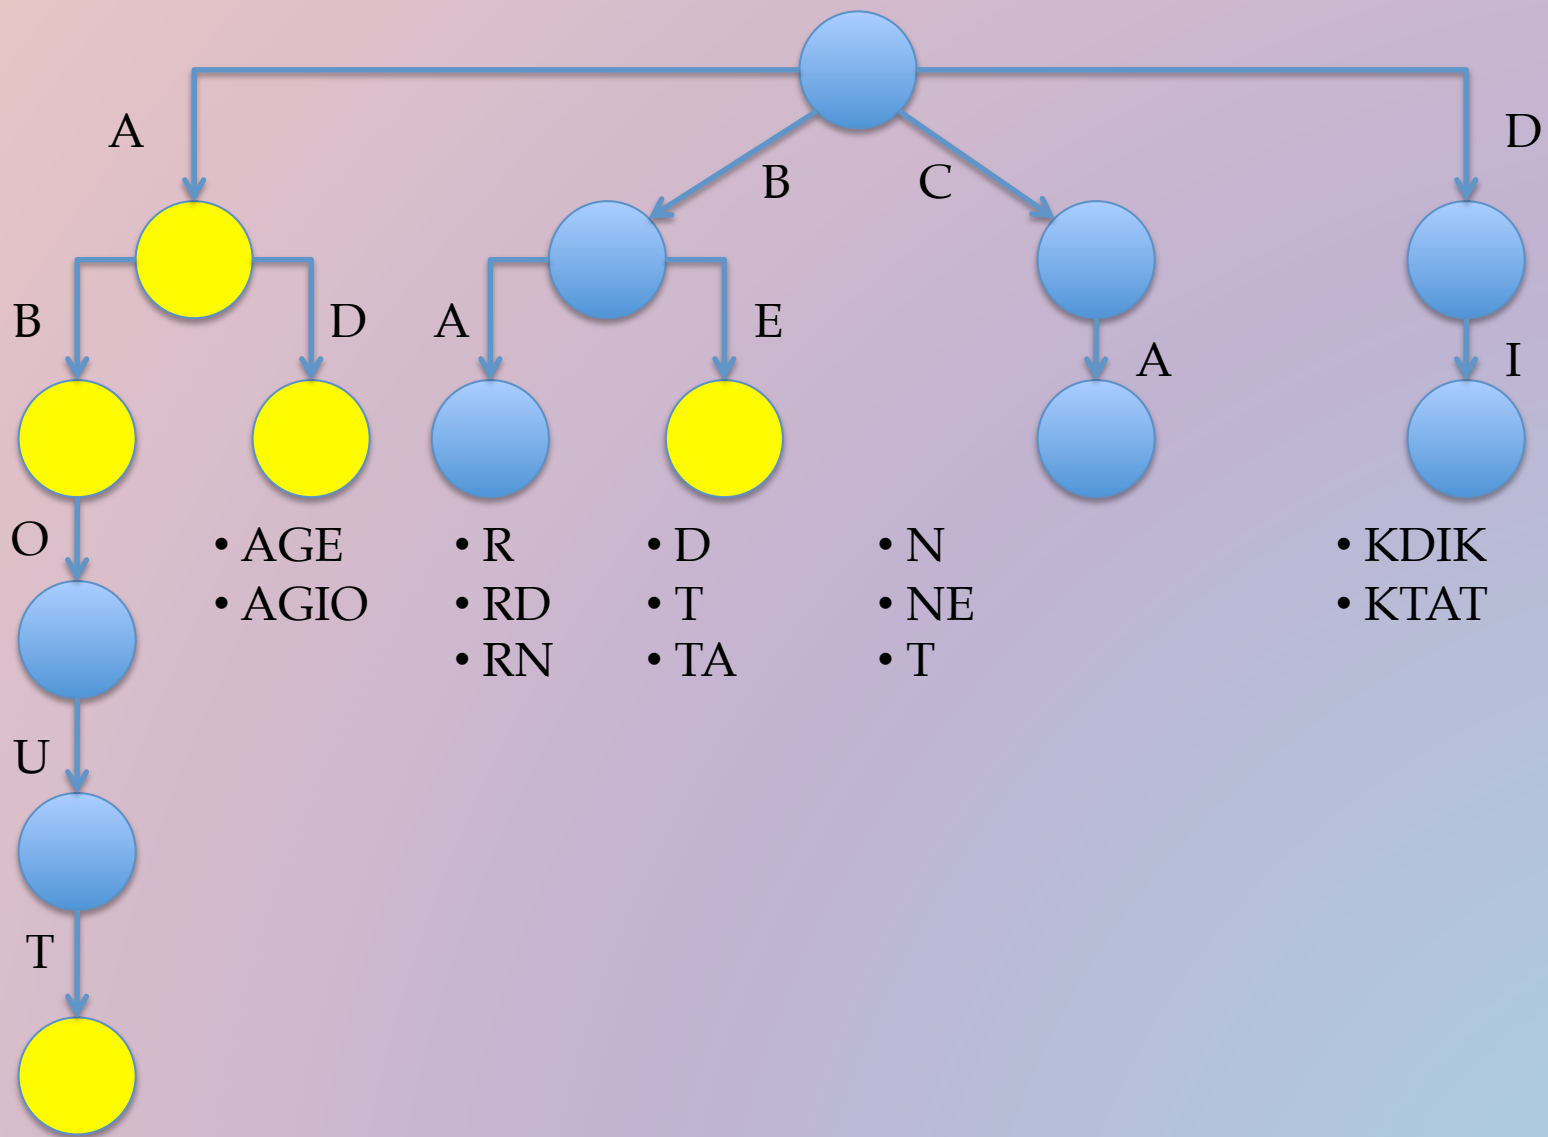 A
D
B
C
B
D
A
E
A
I
O
• AGE
• AGIO
• R
• RD
• RN
• D
• T
• TA
• N
• NE
• T
• KDIK
• KTAT
U
T